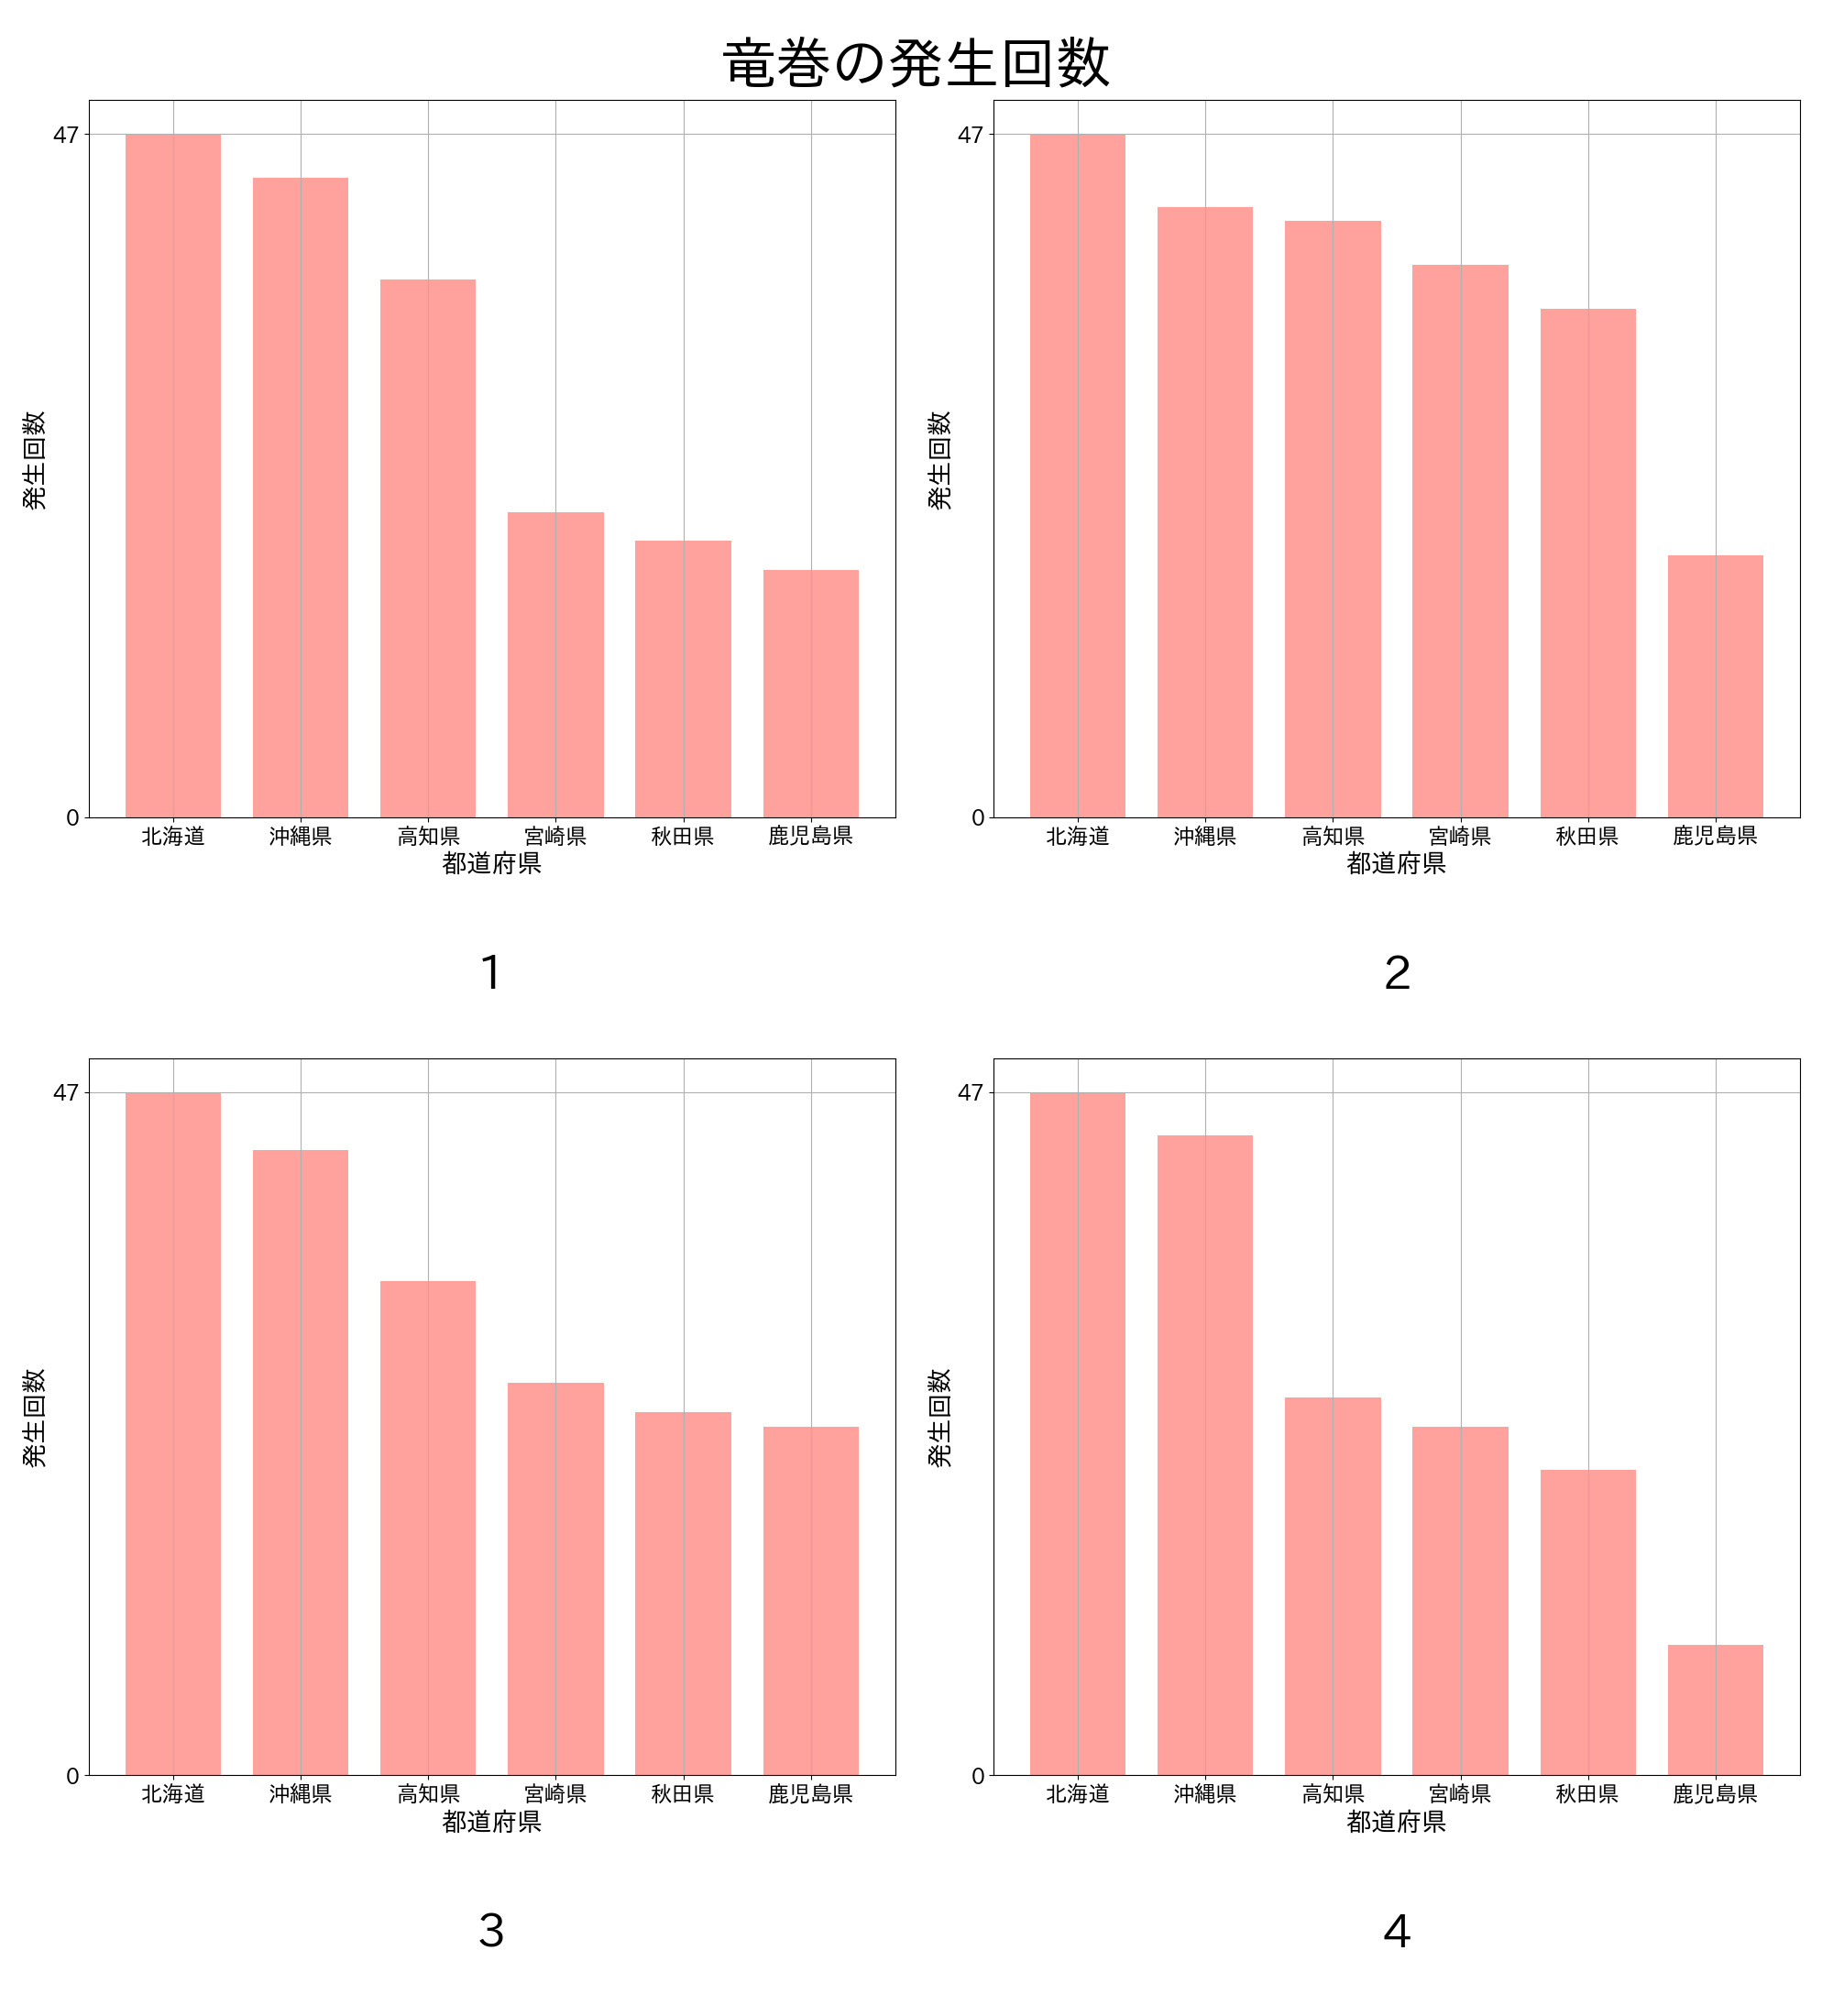 竜巻の発生回数
47
0
発生回数
北海道 沖縄県 高知県 宮崎県 秋田県 鹿児島県
都道府県
1
47
0
発生回数
北海道 沖縄県 高知県 宮崎県 秋田県 鹿児島県
都道府県
2
47
0
発生回数
北海道 沖縄県 高知県 宮崎県 秋田県 鹿児島県
都道府県
3
47
0
発生回数
北海道 沖縄県 高知県 宮崎県 秋田県 鹿児島県
都道府県
4